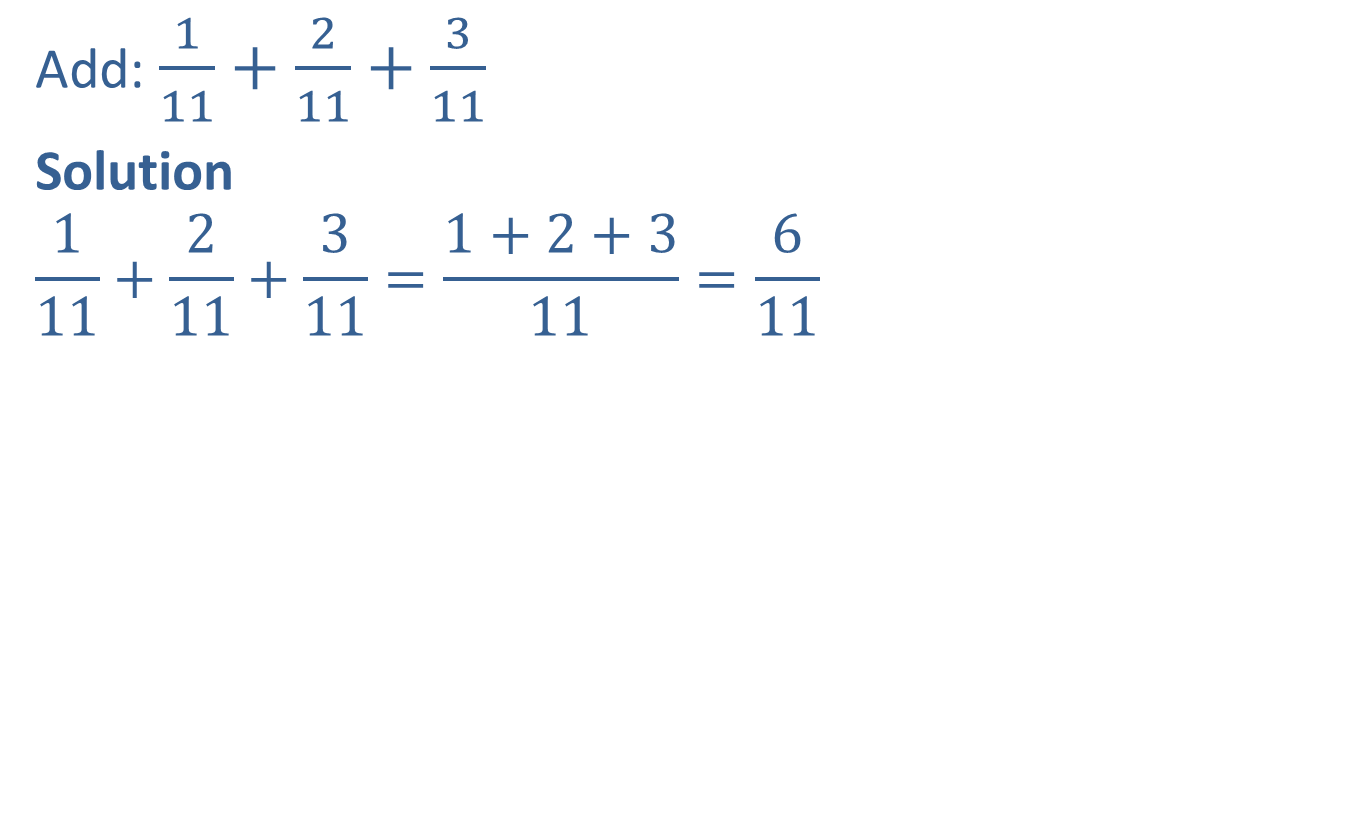 Add: 1/11 + 2/11 + 3/11
Solution
1/11 + 2/11 + 3/11 = (1 + 2 + 3)/11 = 6/11